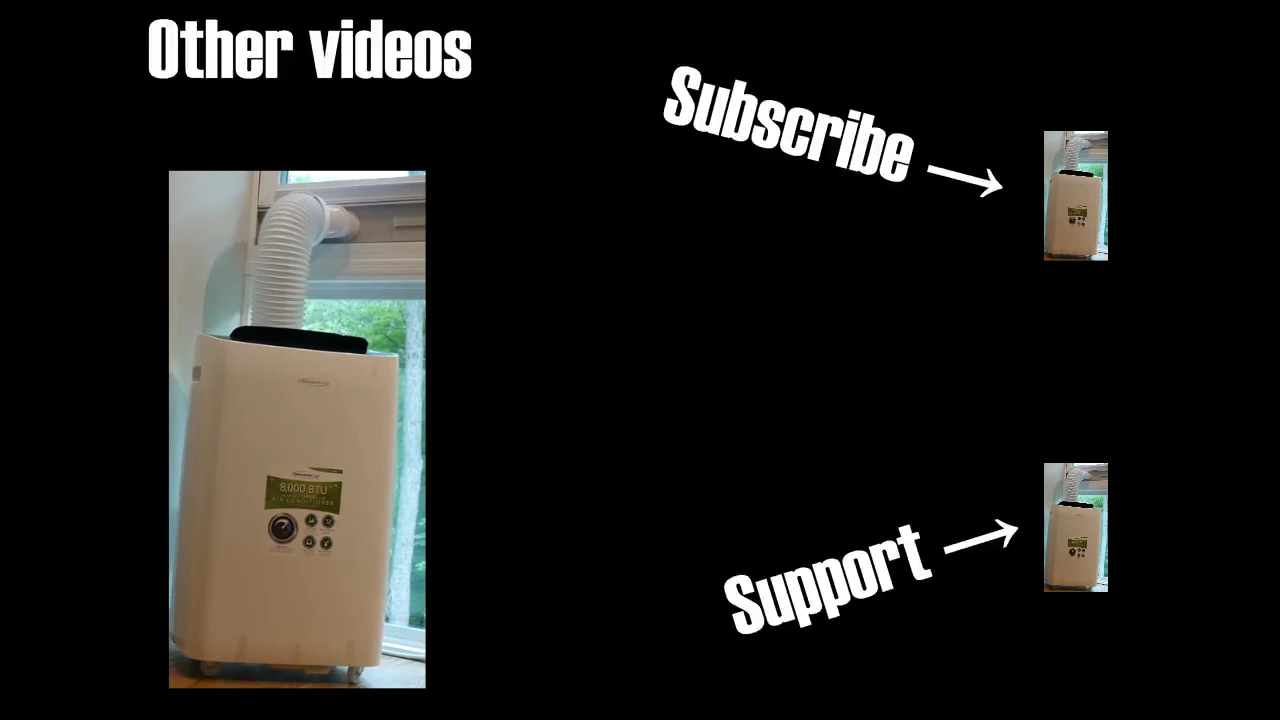 Other videos
Subscribe
8,000 BTU
AIR CONDITIONER
Support